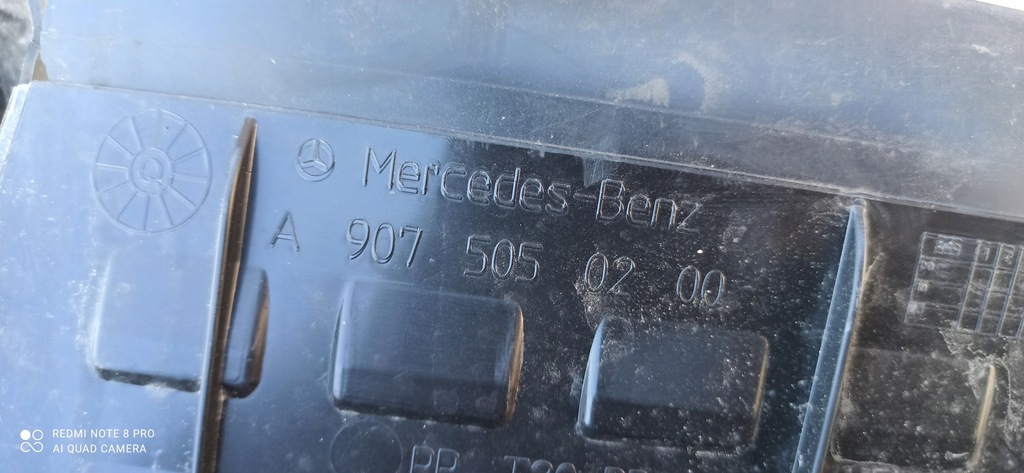 Mercedes-Benz
A 907 505 02 00
REDMI NOTE 8 PRO
AI QUAD CAMERA